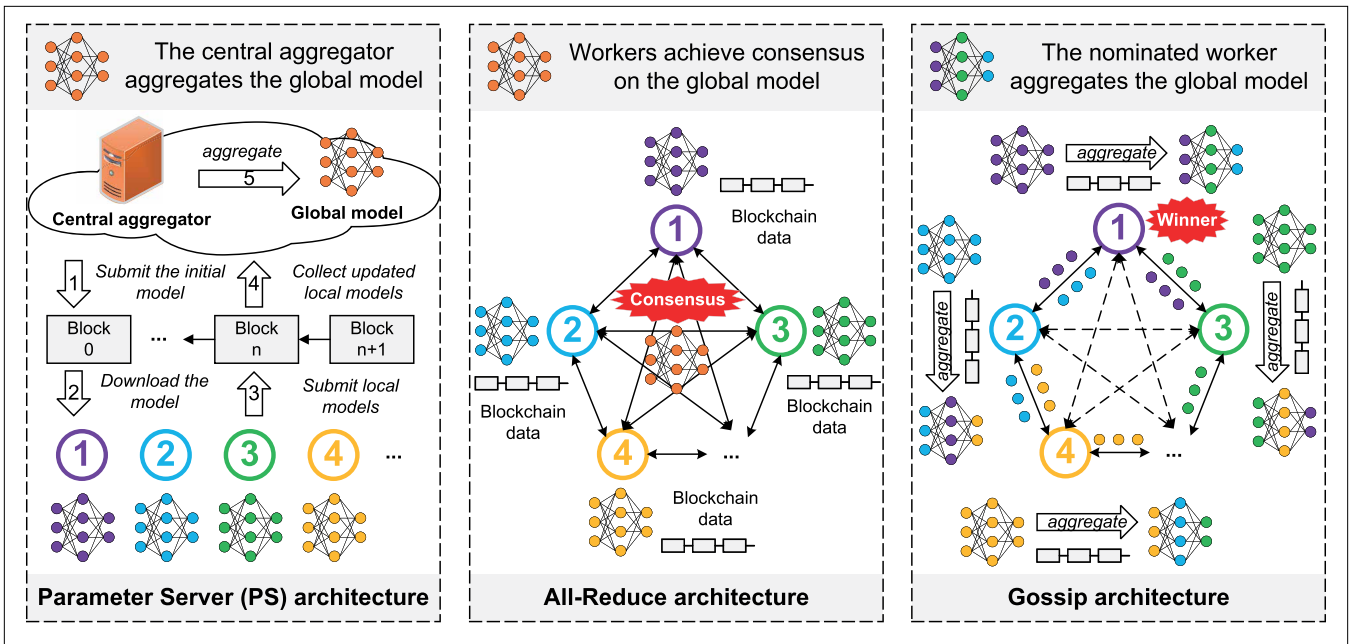 The central aggregator
aggregates the global model
aggregate
5
Central aggregator
Global model
1
Submit the initial
model
4
Collect updated
local models
Block
0
...
Block
n
Block
n+1
2
Download the
model
3
Submit local
models
1
2
3
4
...
Parameter Server (PS) architecture
Workers achieve consensus
on the global model
Blockchain
data
1
Consensus
2
3
Blockchain
data
Blockchain
data
4
...
Blockchain
data
All-Reduce architecture
The nominated worker
aggregates the global model
aggregate
1
Winner
aggregate
2
3
aggregate
4
...
aggregate
Gossip architecture